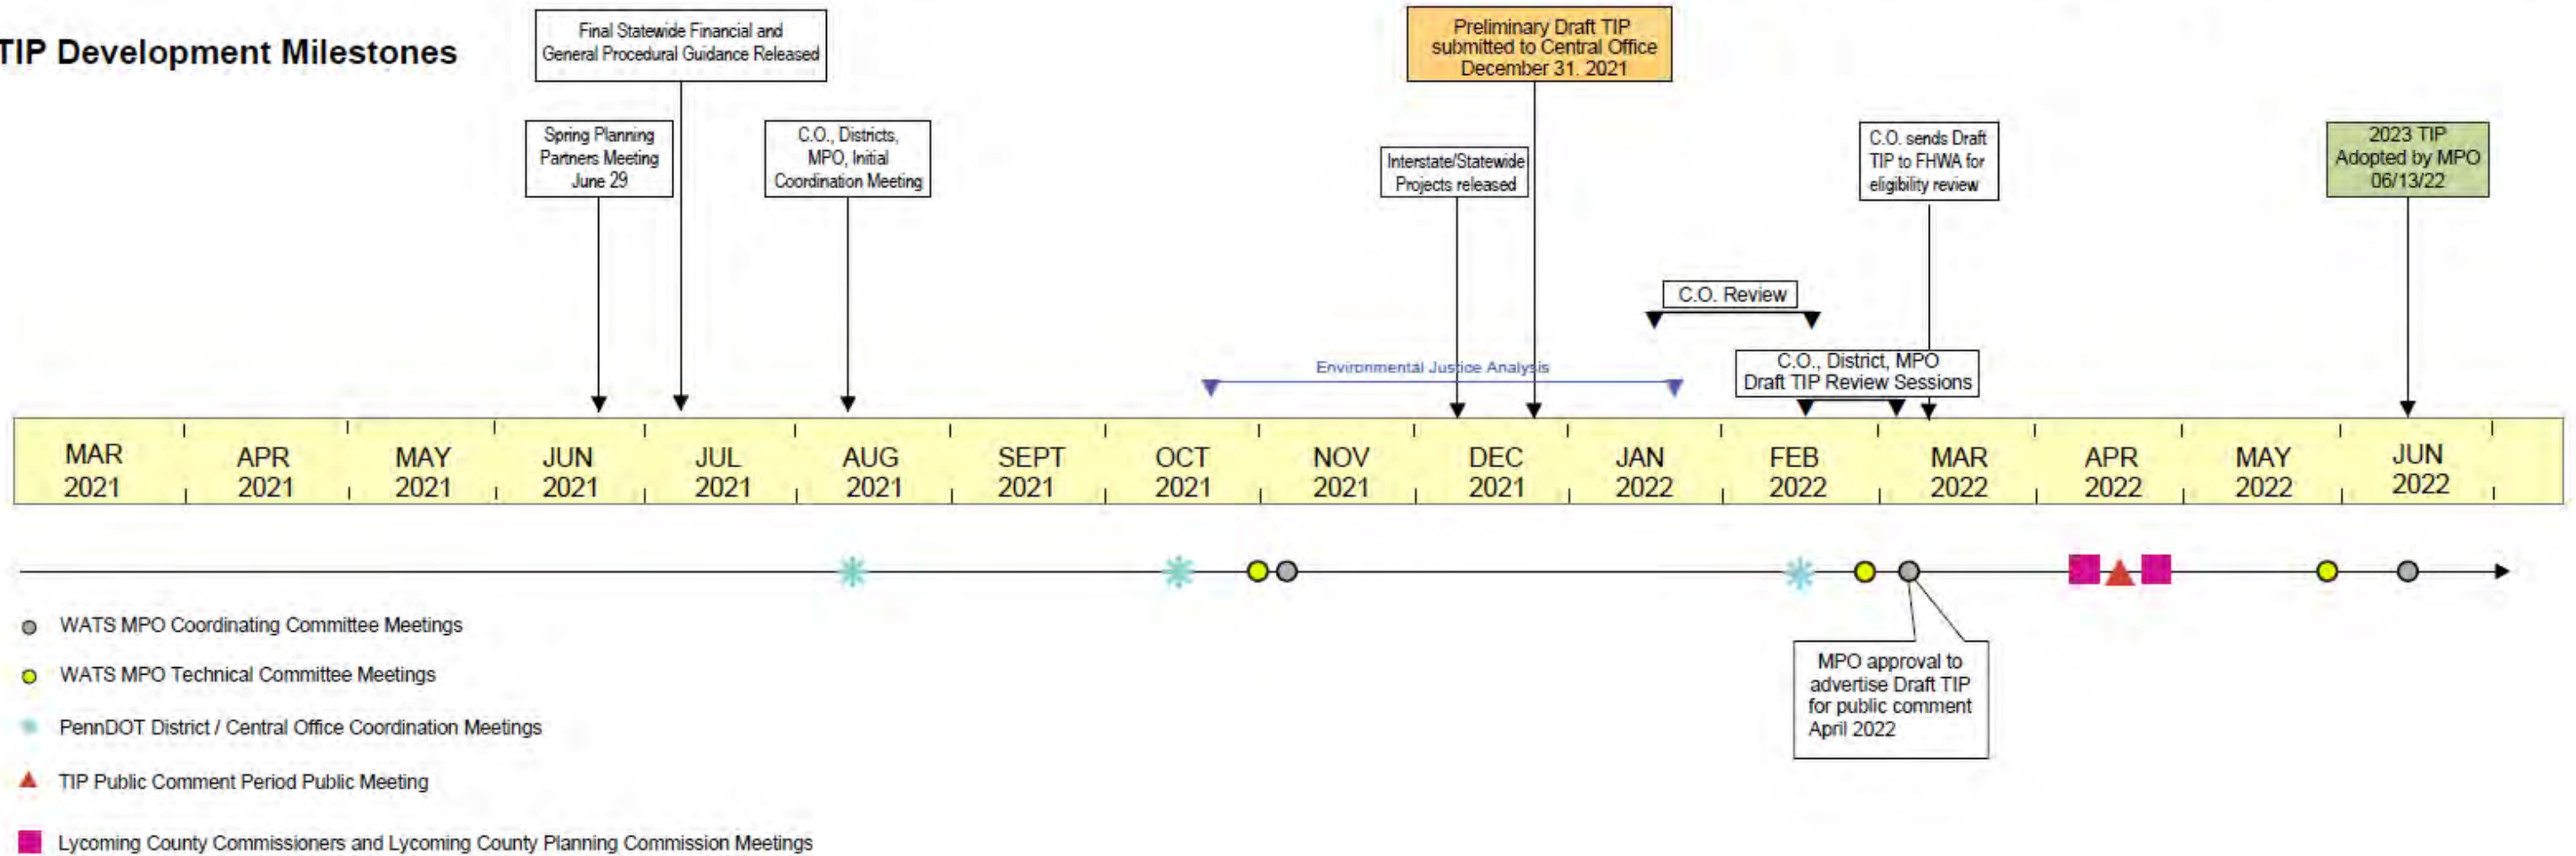 TIP Development Milestones
Final Statewide Financial and
General Procedural Guidance Released
Preliminary Draft TIP
submitted to Central Office
December 31. 2021
Spring Planning
Partners Meeting
June 29
C.O., Districts,
MPO, Initial
Coordination Meeting
Interstate/Statewide
Projects released
C.O. sends Draft
TIP to FHWA for
eligibility review
2023 TIP
Adopted by MPO
06/13/22
C.O. Review
Environmental Justice Analysis
C.O., District, MPO
Draft TIP Review Sessions
MAR
2021
APR
2021
MAY
2021
JUN
2021
JUL
2021
AUG
2021
SEPT
2021
OCT
2021
NOV
2021
DEC
2021
JAN
2022
FEB
2022
MAR
2022
APR
2022
MAY
2022
JUN
2022
WATS MPO Coordinating Committee Meetings
WATS MPO Technical Committee Meetings
PennDOT District / Central Office Coordination Meetings
TIP Public Comment Period Public Meeting
Lycoming County Commissioners and Lycoming County Planning Commission Meetings
MPO approval to
advertise Draft TIP
for public comment
April 2022